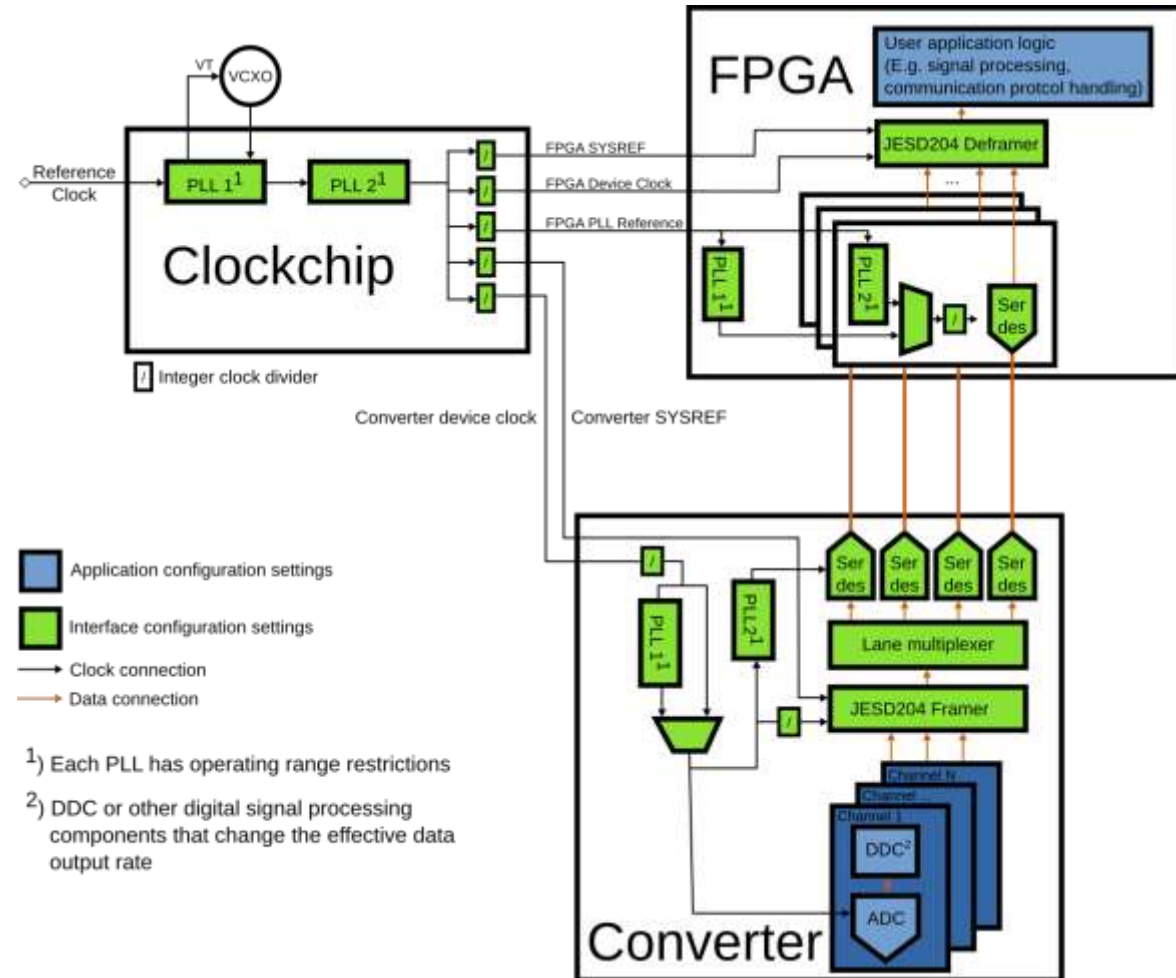 VT
VCXO
Reference
Clock
PLL 1¹
PLL 2¹
/
/
/
/
/
Clockchip
/ Integer clock divider
FPGA SYSREF
FPGA Device Clock
FPGA PLL Reference
FPGA
User application logic
(E.g. signal processing,
communication protcol handling)
JESD204 Deframer
...
PLL 1¹
PLL 2¹
/
Ser
des
Converter device clock
Converter SYSREF
Application configuration settings
Interface configuration settings
Clock connection
Data connection
¹) Each PLL has operating range restrictions
²) DDC or other digital signal processing
components that change the effective data
output rate
/
PLL 1¹
PLL2¹
Ser
des
Ser
des
Ser
des
Ser
des
Lane multiplexer
JESD204 Framer
/
Channel N
Channel ...
Channel 1
DDC²
ADC
Converter